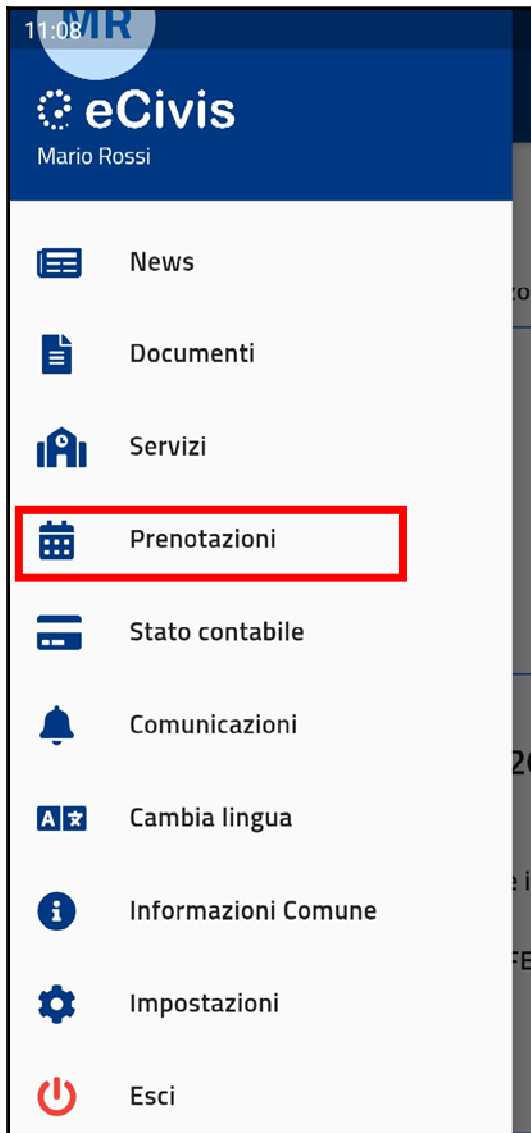 11:08
MR
eCivis
Mario Rossi
News
Documenti
Servizi
Prenotazioni
Stato contabile
Comunicazioni
Cambia lingua
Informazioni Comune
Impostazioni
Esci